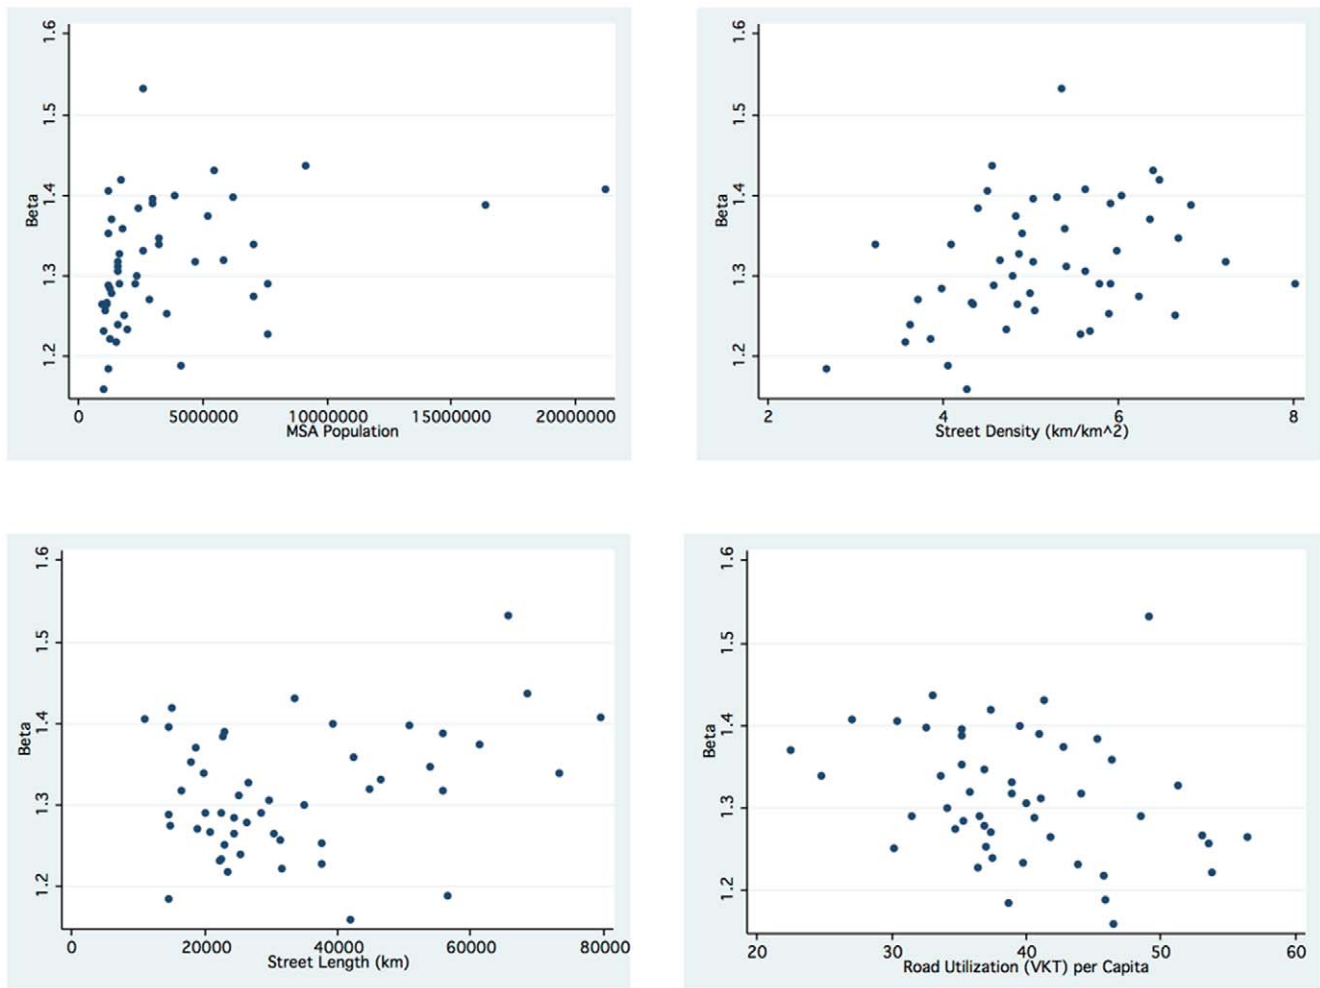 1.6
1.5
1.4
1.3
1.2
Beta
0 5000000 10000000 15000000 20000000
MSA Population
1.6
1.5
1.4
1.3
1.2
Beta
2 4 6 8
Street Density (km/km^2)
1.6
1.5
1.4
1.3
1.2
Beta
0 20000 40000 60000 80000
Street Length (km)
1.6
1.5
1.4
1.3
1.2
Beta
20 30 40 50 60
Road Utilization (VKT) per Capita